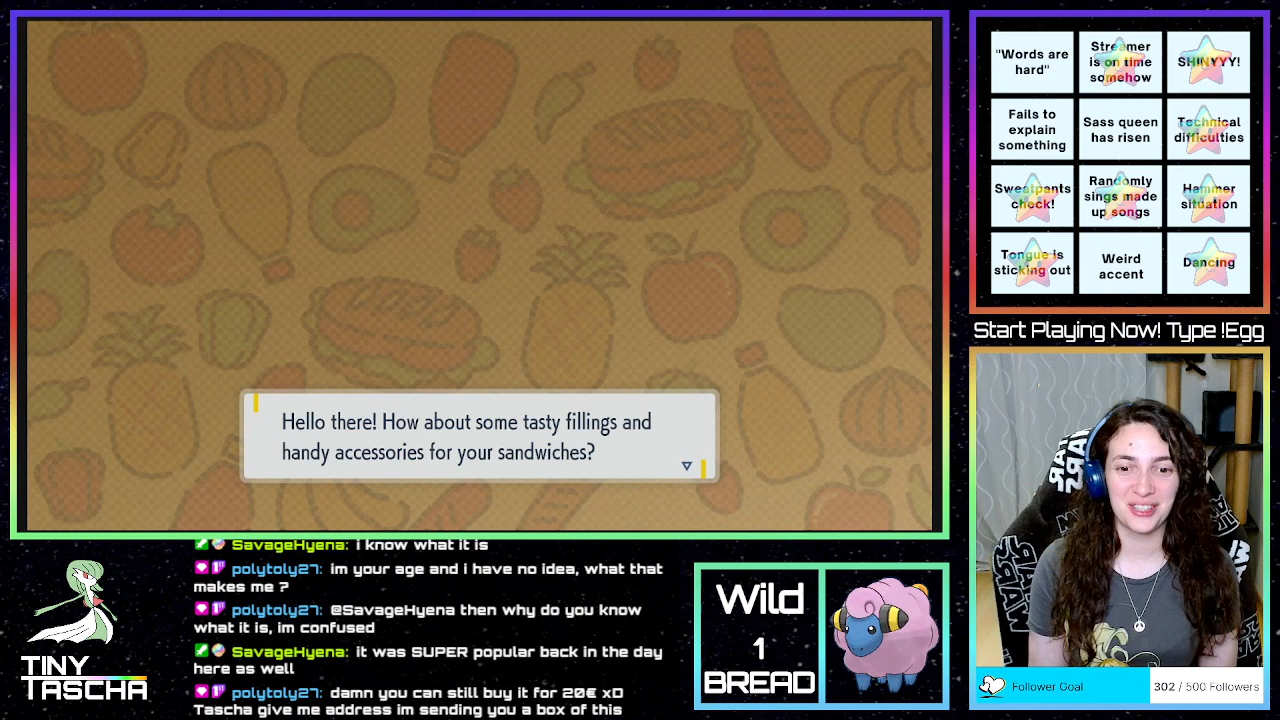 "Words are
hard"
Streamer
is on time
somehow
SHINYYY!
Fails to
explain
something
Sass queen
has risen
Technical
difficulties
Sweatpants
check!
Randomly
sings made
up songs
Hammer
situation
Tongue is
sticking out
Weird
accent
Dancing
Start Playing Now! Type !Egg
Hello there! How about some tasty fillings and
handy accessories for your sandwiches?
SavageHyena: i know what it is
polytoly27: im your age and i have no idea, what that
makes me ?
polytoly27: @SavageHyena then why do you know
what it is, im confused
SavageHyena: it was SUPER popular back in the day
here as well
polytoly27: damn you can still buy it for 20€ xD
Tascha give me address im sending you a box of this
TINY
TASCHA
Wild
1
BREAD
Follower Goal
302 / 500 Followers